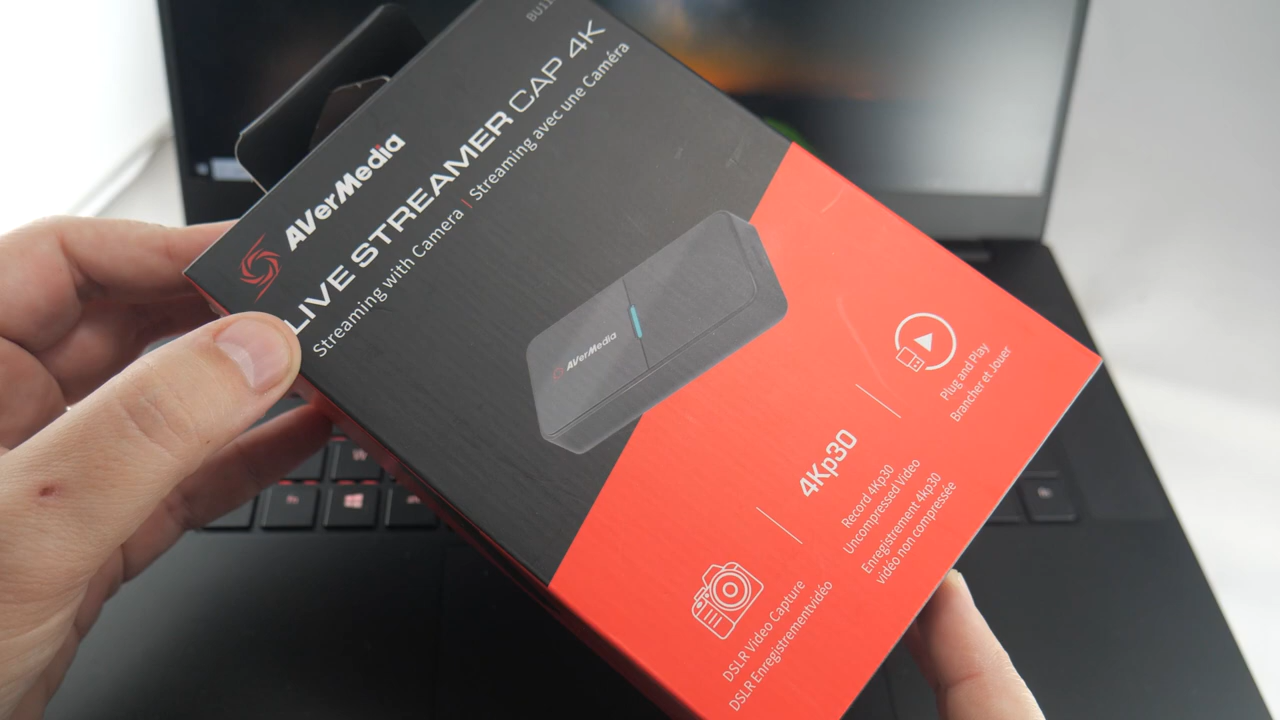 AVerMedia
LIVE STREAMER CAP 4K
Streaming with Camera | Streaming avec une Caméra
AVerMedia
Plug and Play
Brancher et Jouer
4Kp30
Record 4Kp30
Uncompressed Video
Enregistrement 4kp30
vidéo non compressée
DSLR Video Capture
DSLR Enregistrementvidéo
W
Fn